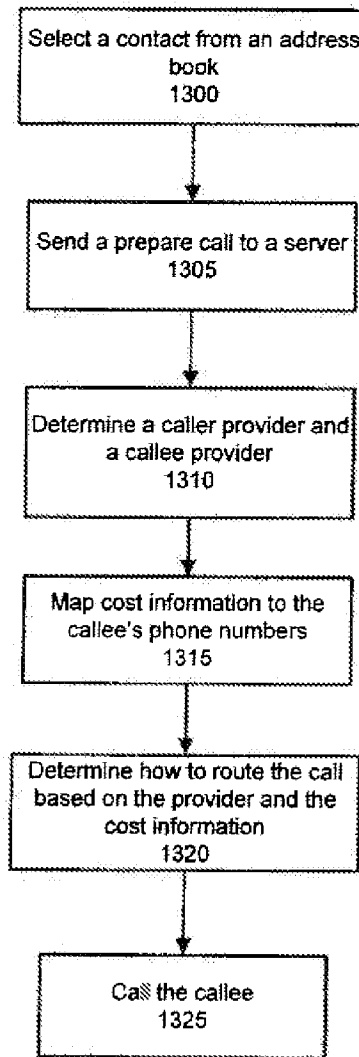 Select a contact from an address
book
1300
Send a prepare call to a server
1305
Determine a caller provider and
a callee provider
1310
Map cost information to the
callee's phone numbers
1315
Determine how to route the call
based on the provider and the
cost information
1320
Call the callee
1325